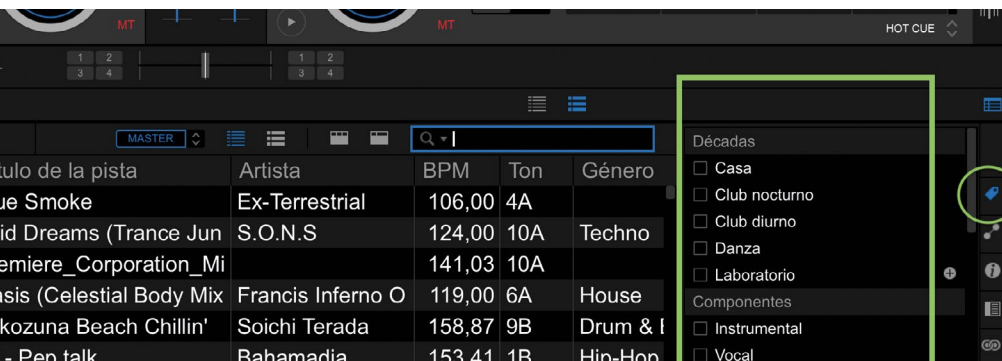 MT
MT
HOT CUE
1 2 1 2
3 4 3 4
MASTER
Décadas
tulo de la pista Artista BPM Ton Género
Casa
ue Smoke Ex-Terrestrial 106,00 4A
Club nocturno
id Dreams (Trance Jun S.O.N.S 124,00 10A Techno
Club diurno
Danza
emiere_Corporation_Mi 141,03 10A
Laboratorio
asis (Celestial Body Mix Francis Inferno O 119,00 6A House
Componentes
kozuna Beach Chillin' Soichi Terada 158,87 9B Drum &
Instrumental
- Pep talk Bahamadia 153,41 1B Hip-Hop
Vocal